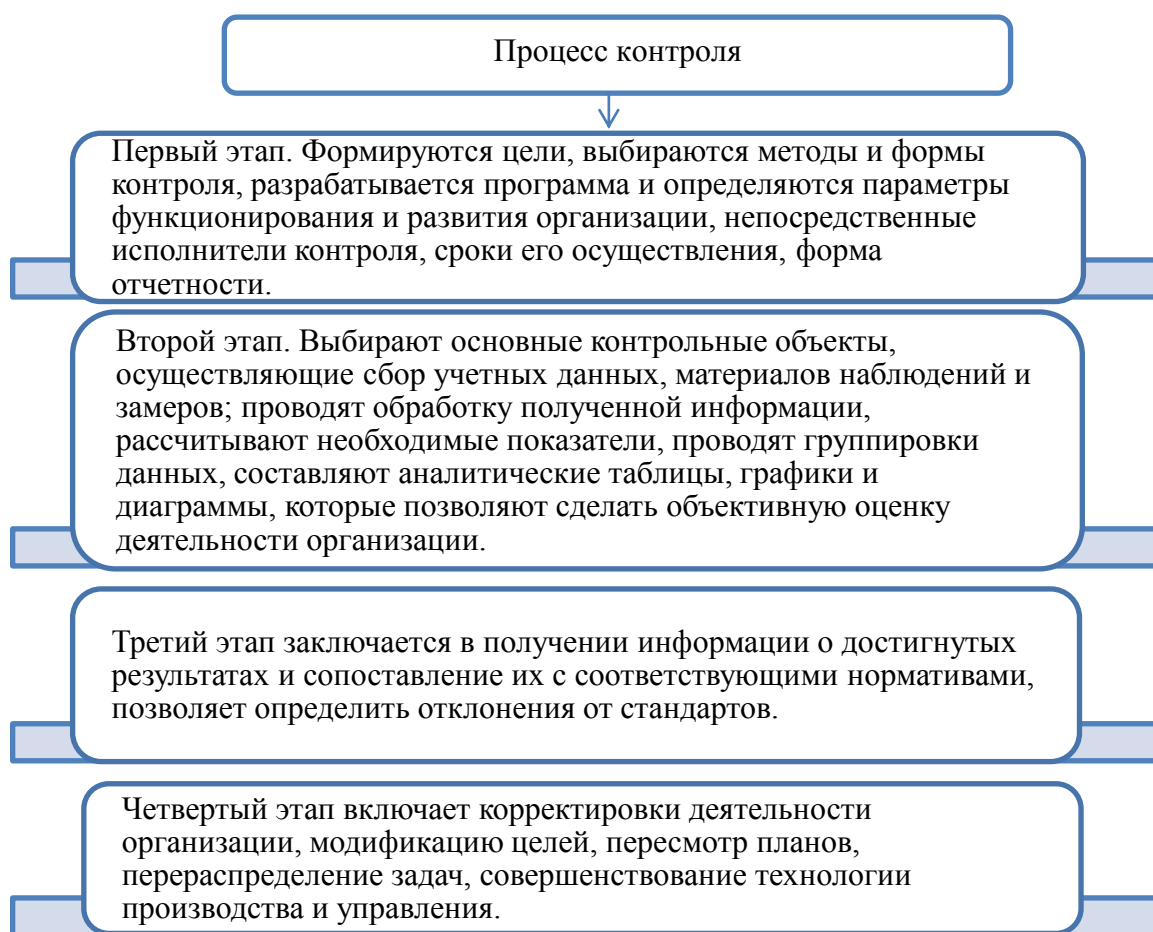 Процесс контроля
Первый этап. Формируются цели, выбираются методы и формы
контроля, разрабатывается программа и определяются параметры
функционирования и развития организации, непосредственные
исполнители контроля, сроки его осуществления, форма
отчетности.
Второй этап. Выбирают основные контрольные объекты,
осуществляющие сбор учетных данных, материалов наблюдений и
замеров; проводят обработку полученной информации,
рассчитывают необходимые показатели, проводят группировки
данных, составляют аналитические таблицы, графики и
диаграммы, которые позволяют сделать объективную оценку
деятельности организации.
Третий этап заключается в получении информации о достигнутых
результатах и сопоставление их с соответствующими нормативами,
позволяет определить отклонения от стандартов.
Четвертый этап включает корректировки деятельности
организации, модификацию целей, пересмотр планов,
перераспределение задач, совершенствование технологии
производства и управления.